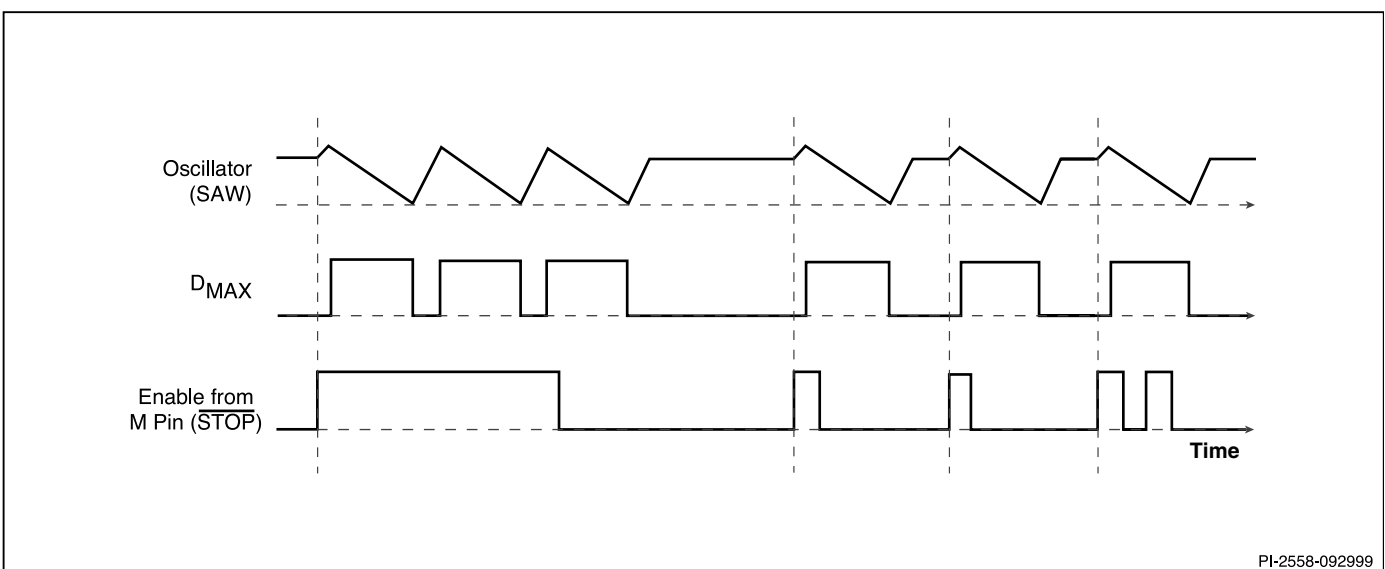 Oscillator
(SAW)
DMAX
Enable from
M Pin (STOP)
Time
PI-2558-092999